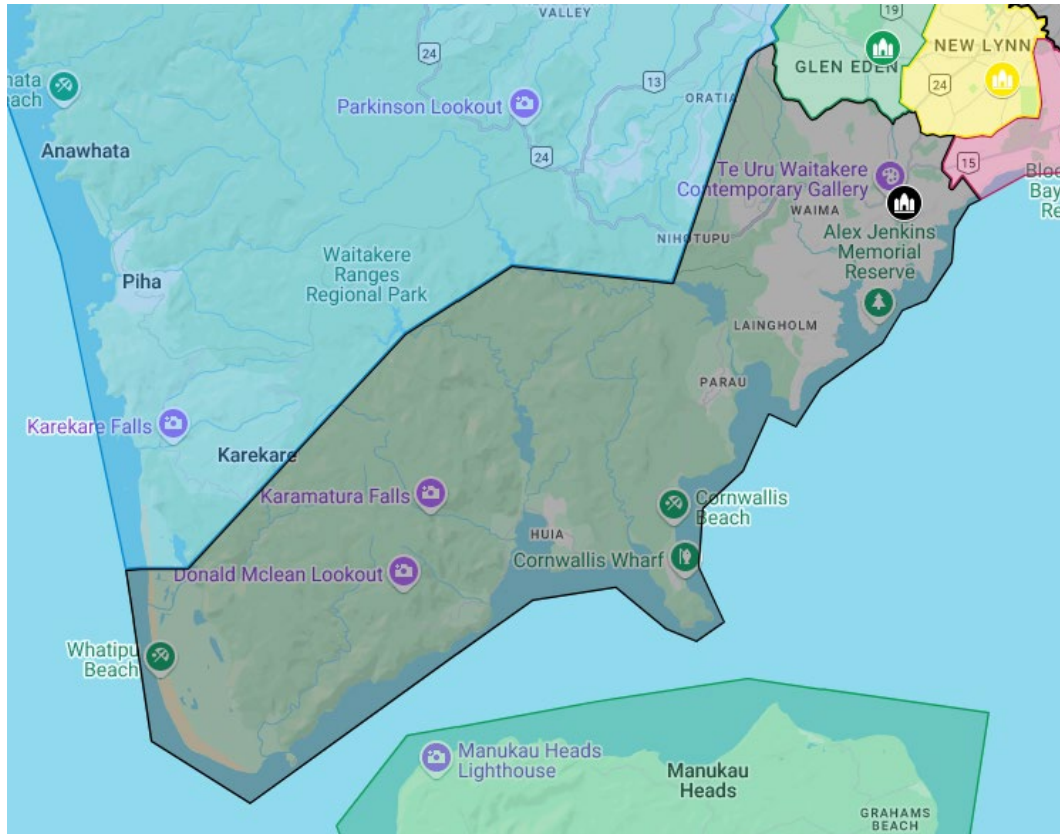 VALLEY
19
24
NEW LYNN
GLEN EDEN
24
13
ORATIA
Parkinson Lookout
24
Anawhata
15
Te Uru Waitakere
Contemporary Gallery
WAIMA
NIHOTUPU
Alex Jenkins
Memorial
Reserve
Waitakere
Ranges
Regional Park
Piha
LAINGHOLM
PARAU
Karekare Falls
Karekare
Karamatura Falls
Cornwallis
Beach
HUIA
Cornwallis Wharf
Donald Mclean Lookout
Whatipu
Beach
Manukau Heads
Lighthouse
Manukau
Heads
GRAHAMS
BEACH